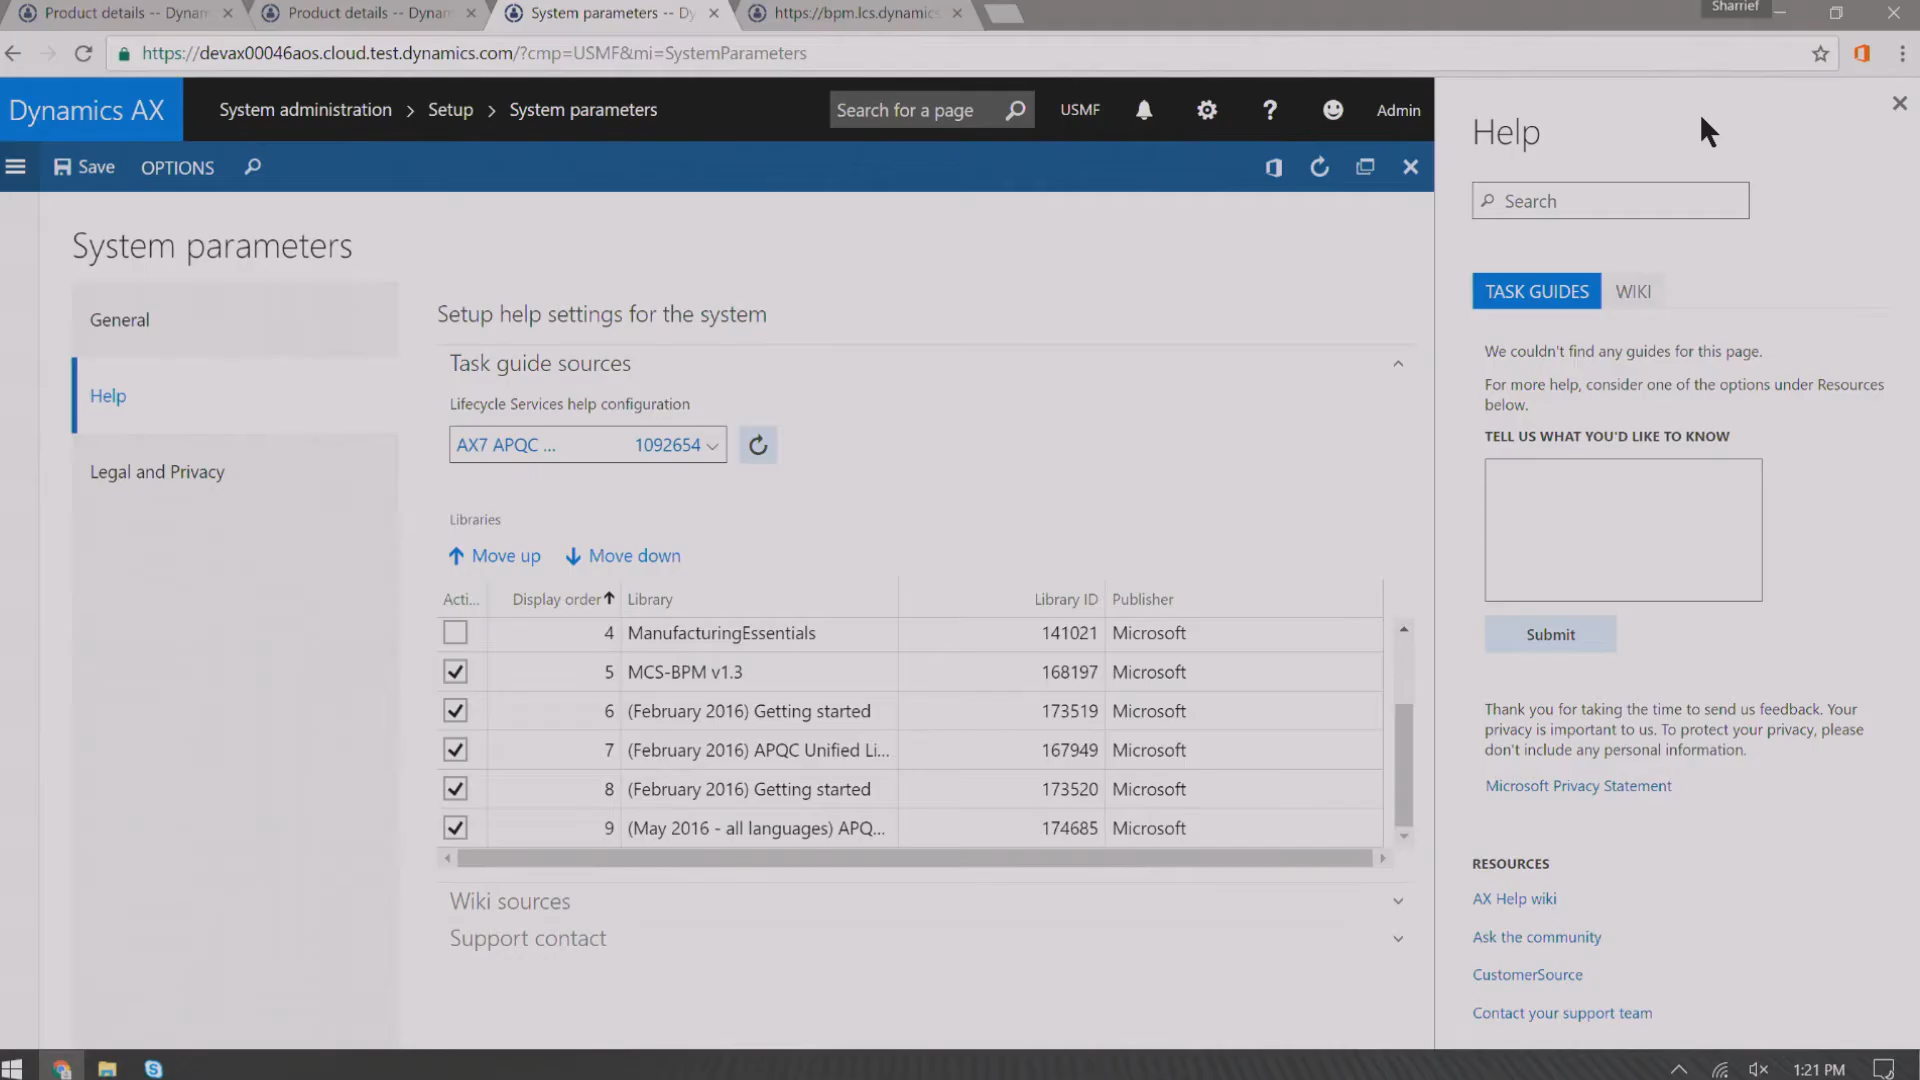 Product details -- Dynam
Product details -- Dynam
System parameters -- Dy
https://bpm.lcs.dynamics
Sharrief
https://devax00046aos.cloud.test.dynamics.com/?cmp=USMF&mi=SystemParameters
Dynamics AX
System administration > Setup > System parameters
Search for a page
USMF
Admin
Save
OPTIONS
System parameters
General
Help
Legal and Privacy
Setup help settings for the system
Task guide sources
Lifecycle Services help configuration
AX7 APQC ... 1092654
Libraries
Move up Move down
Acti... Display order Library Library ID Publisher
4 ManufacturingEssentials 141021 Microsoft
5 MCS-BPM v1.3 168197 Microsoft
6 (February 2016) Getting started 173519 Microsoft
7 (February 2016) APQC Unified Li... 167949 Microsoft
8 (February 2016) Getting started 173520 Microsoft
9 (May 2016 - all languages) APQ... 174685 Microsoft
Wiki sources
Support contact
Help
Search
TASK GUIDES WIKI
We couldn't find any guides for this page.
For more help, consider one of the options under Resources
below.
TELL US WHAT YOU'D LIKE TO KNOW
Submit
Thank you for taking the time to send us feedback. Your
privacy is important to us. To protect your privacy, please
don't include any personal information.
Microsoft Privacy Statement
RESOURCES
AX Help wiki
Ask the community
CustomerSource
Contact your support team
1:21 PM